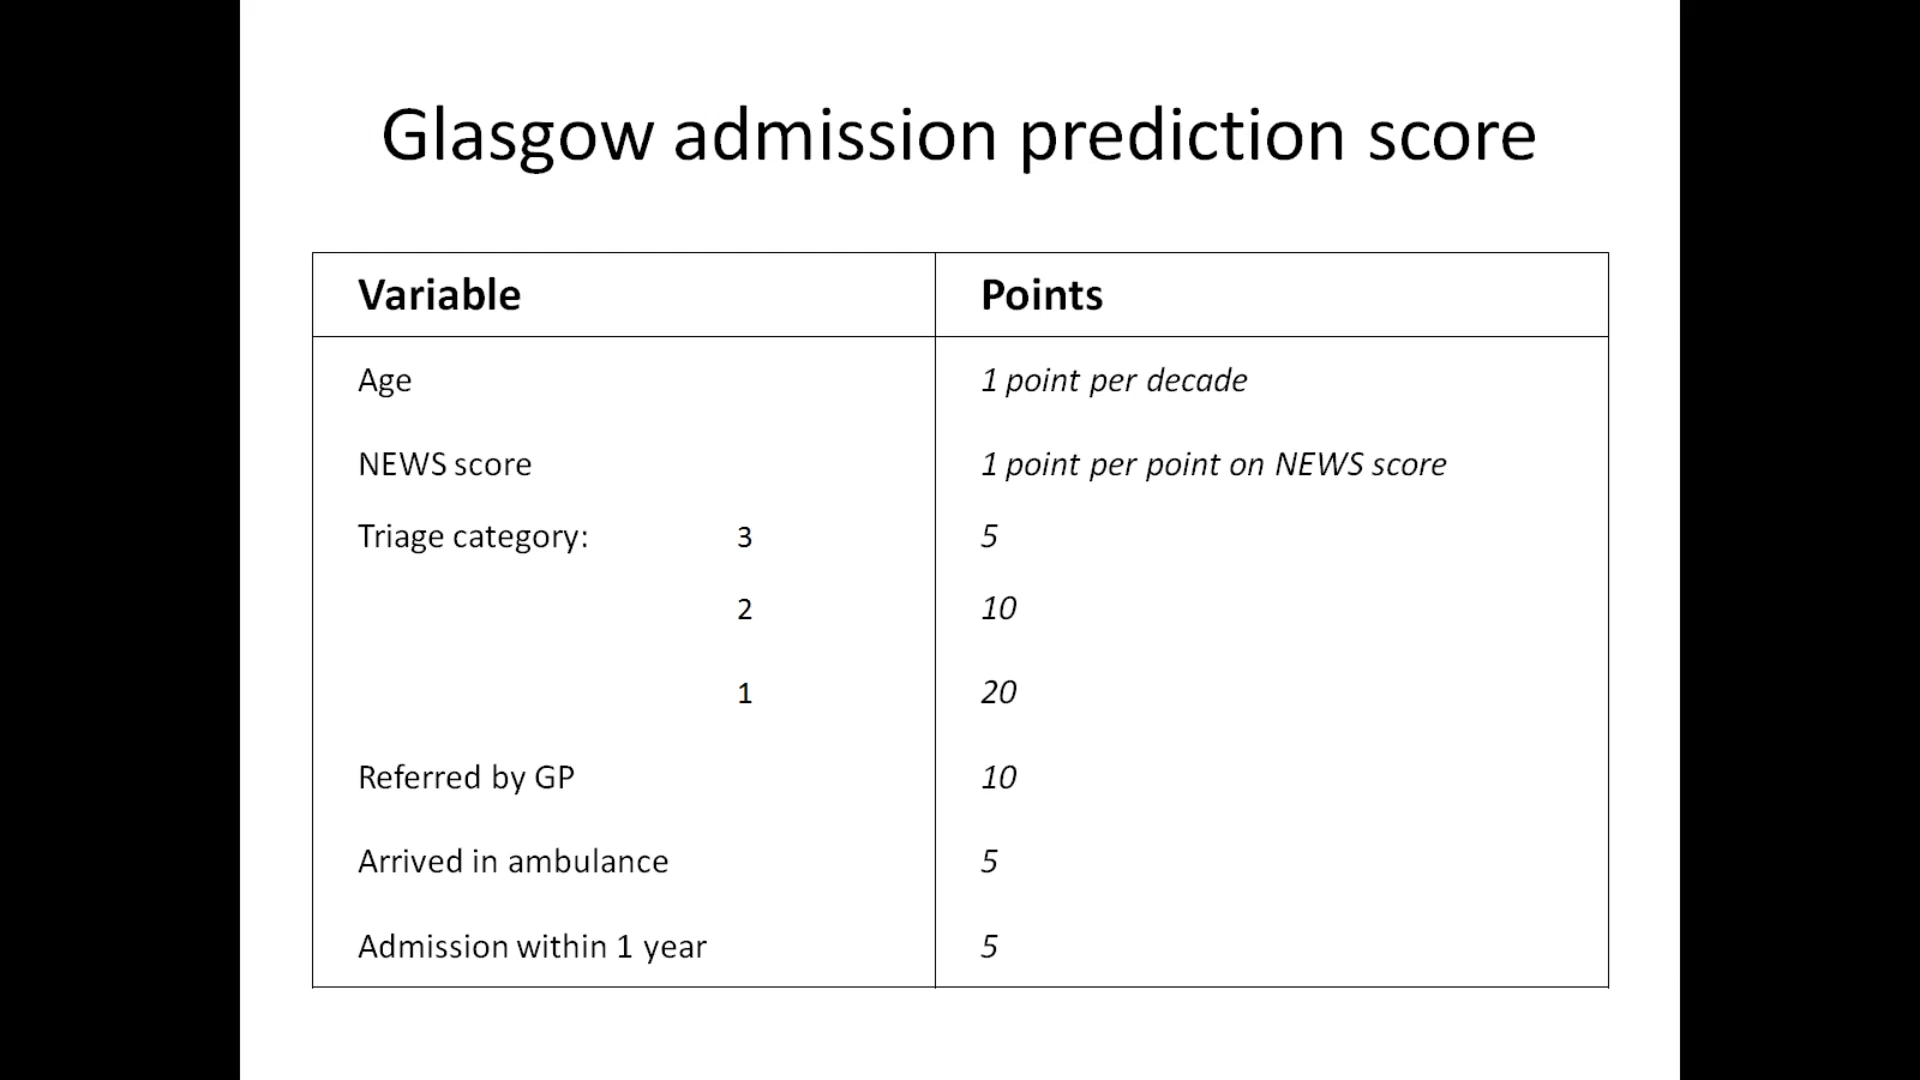 Glasgow admission prediction score
Variable Points
Age 1 point per decade
NEWS score 1 point per point on NEWS score
Triage category: 3 5
2 10
1 20
Referred by GP 10
Arrived in ambulance 5
Admission within 1 year 5